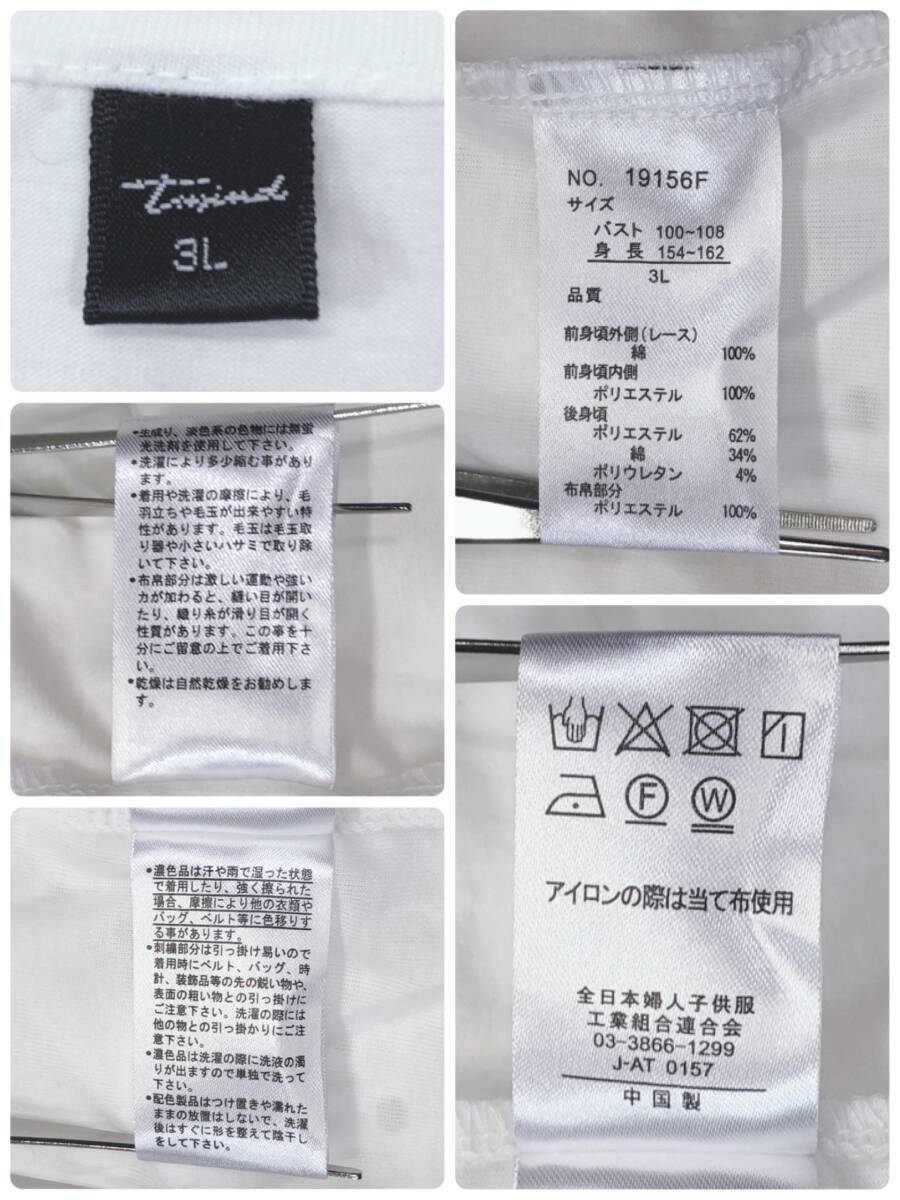 3L
NO. 19156F
サイズ
バスト 100~108
身長 154~162
3L
品質
前身頃外側(レース)
綿 100%
前身頃内側
ポリエステル 100%
後身頃
ポリエステル 62%
綿 34%
ポリウレタン 4%
布帛部分
ポリエステル 100%
•生成り、淡色系の色物には無蛍
光洗剤を使用して下さい。
•洗濯により多少縮む事があり
ます。
•着用や洗濯の摩擦により、毛
羽立ちや毛玉が出来やすい特
性があります。毛玉は毛玉取
り器や小さいハサミで取り除
いて下さい。
•布帛部分は激しい運動や強い
力が加わると、縫い目が開い
たり、織り糸が滑り目が開く
性質があります。この事を十
分にご留意の上でご着用下さ
い。
•乾燥は自然乾燥をお勧めしま
す。
F
W
アイロンの際は当て布使用
全日本婦人子供服
工業組合連合会
03-3866-1299
J-AT 0157
中国製
•濃色品は汗や雨で湿った状態
で着用したり、強く擦られた
場合、摩擦により他の衣類や
バッグ、ベルト等に色移りす
る事があります。
•刺繍部分は引っ掛け易いので
着用時にベルト、バッグ、時
計、装飾品等の先の鋭い物や、
表面の粗い物との引っ掛けに
ご注意下さい。洗濯の際には
他の物との引っ掛かりにご注
意下さい。
•濃色品は洗濯の際に洗液の濁
りが出ますので単独で洗って
下さい。
•配色製品はつけ置きや濡れた
ままの放置はしないで、洗濯
後はすぐに形を整えて陰干し
をして下さい。